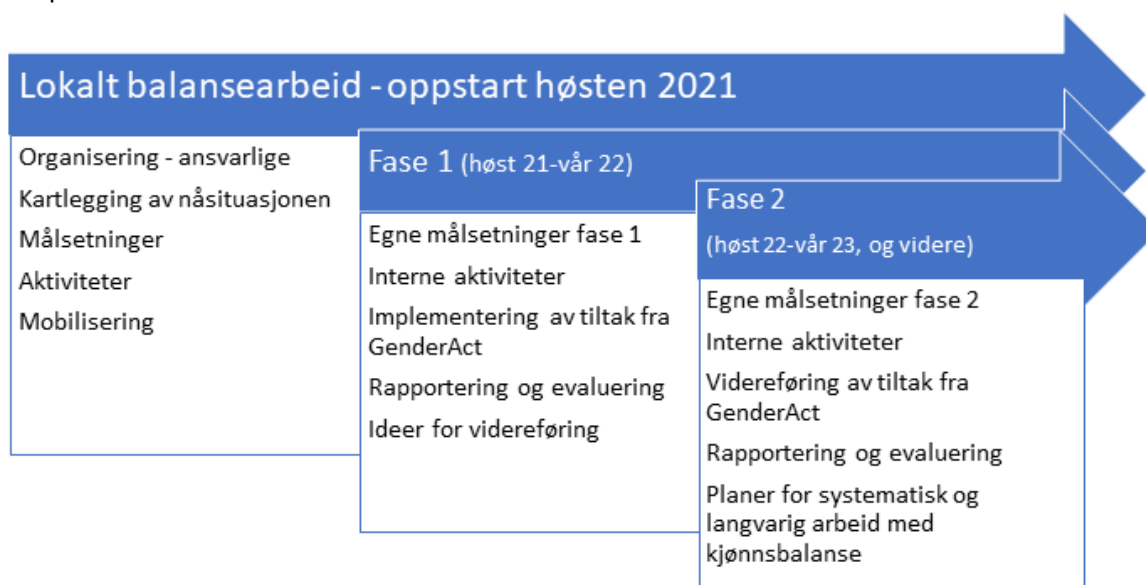 Lokalt balansearbeid - oppstart høsten 2021
Organisering - ansvarlige
Kartlegging av nåsituasjonen
Målsetninger
Aktiviteter
Mobilisering
Fase 1 (høst 21-vår 22)
Egne målsetninger fase 1
Interne aktiviteter
Implementering av tiltak fra
GenderAct
Rapportering og evaluering
Ideer for videreføring
Fase 2
(høst 22-vår 23, og videre)
Egne målsetninger fase 2
Interne aktiviteter
Videreføring av tiltak fra
GenderAct
Rapportering og evaluering
Planer for systematisk og
langvarig arbeid med
kjønnsbalanse